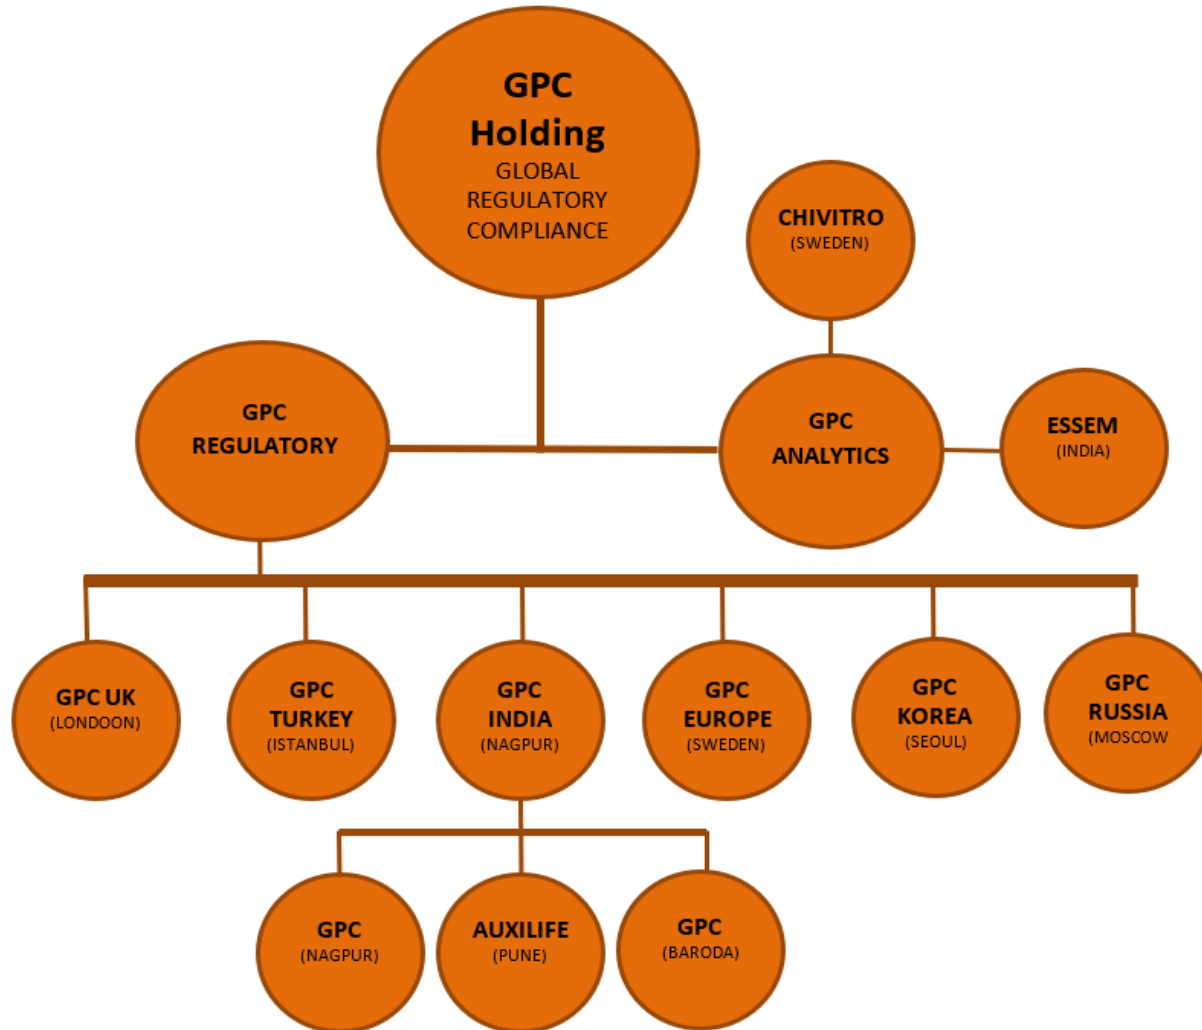 GPC
Holding
GLOBAL
REGULATORY
COMPLIANCE
CHIVITRO
(SWEDEN)
GPC
REGULATORY
GPC
ANALYTICS
ESSEM
(INDIA)
GPC UK
(LONDOON)
GPC
TURKEY
(ISTANBUL)
GPC
INDIA
(NAGPUR)
GPC
EUROPE
(SWEDEN)
GPC
KOREA
(SEOUL)
GPC
RUSSIA
(MOSCOW
GPC
(NAGPUR)
AUXILIFE
(PUNE)
GPC
(BARODA)